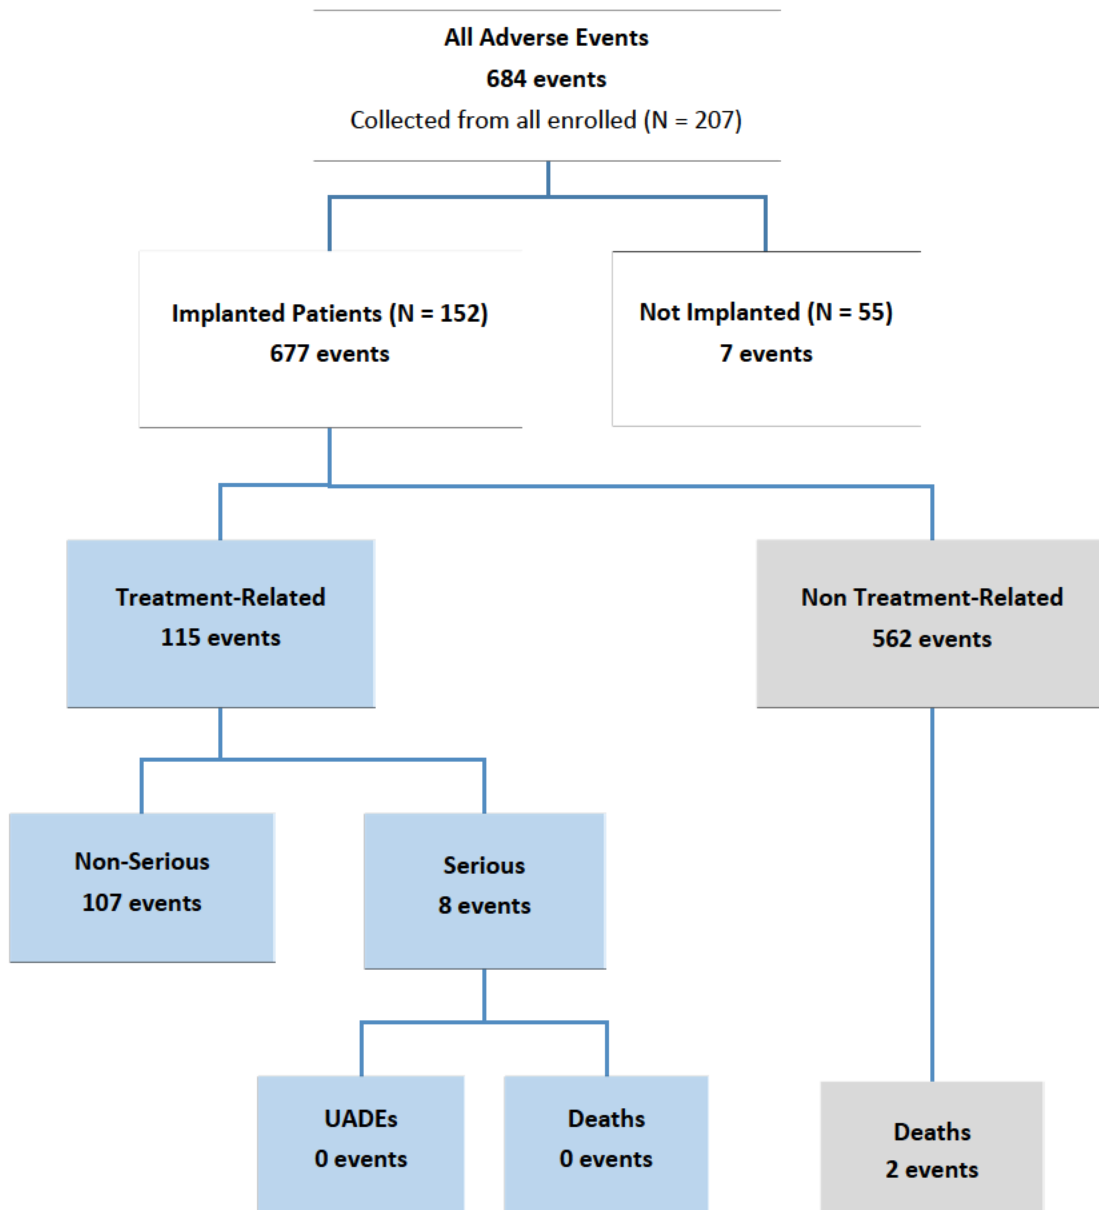 All Adverse Events
684 events
Collected from all enrolled (N = 207)
Implanted Patients (N = 152)
677 events
Not Implanted (N = 55)
7 events
Treatment-Related
115 events
Non Treatment-Related
562 events
Non-Serious
107 events
Serious
8 events
UADEs
0 events
Deaths
0 events
Deaths
2 events